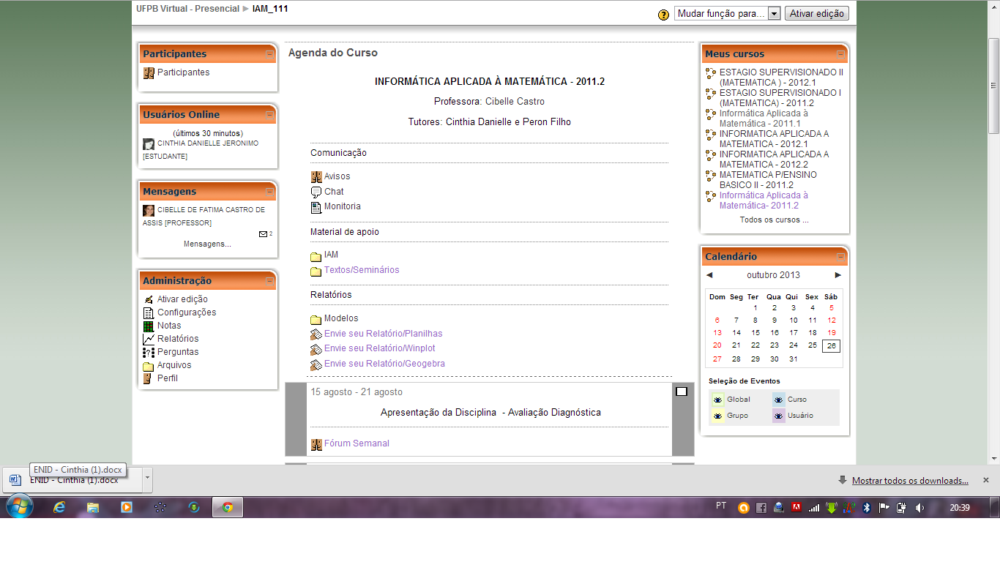 UFPB Virtual - Presencial ► IAM_111
Mudar função para...
Ativar edição
Participantes
Participantes
Usuários Online
(últimos 30 minutos)
CINTHIA DANIELLE JERONIMO
[ESTUDANTE]
Mensagens
CIBELLE DE FATIMA CASTRO DE
ASSIS [PROFESSOR]
2
Mensagens...
Administração
Ativar edição
Configurações
Notas
Relatórios
Perguntas
Arquivos
Perfil
Agenda do Curso
INFORMÁTICA APLICADA À MATEMÁTICA - 2011.2
Professora: Cibelle Castro
Tutores: Cinthia Danielle e Peron Filho
Comunicação
Avisos
Chat
Monitoria
Material de apoio
IAM
Textos/Seminários
Relatórios
Modelos
Envie seu Relatório/Planilhas
Envie seu Relatório/Winplot
Envie seu Relatório/Geogebra
15 agosto - 21 agosto
Apresentação da Disciplina - Avaliação Diagnóstica
Fórum Semanal
Meus cursos
ESTAGIO SUPERVISIONADO II
(MATEMATICA ) - 2012.1
ESTAGIO SUPERVISIONADO I
(MATEMATICA) - 2011.2
Informática Aplicada à
Matemática - 2011.1
INFORMATICA APLICADA A
MATEMATICA - 2012.1
INFORMATICA APLICADA A
MATEMATICA - 2012.2
MATEMATICA P/ENSINO
BASICO II - 2011.2
Informática Aplicada à
Matemática- 2011.2
Todos os cursos ...
Calendário
◄ outubro 2013 ►
Dom Seg Ter Qua Qui Sex Sáb
1 2 3 4 5
6 7 8 9 10 11 12
13 14 15 16 17 18 19
20 21 22 23 24 25 26
27 28 29 30 31
Seleção de Eventos
Global Curso
Grupo Usuário
ENID - Cinthia (1).docx
ENID - Cinthia (1).docx
Mostrar todos os downloads...
PT
20:39